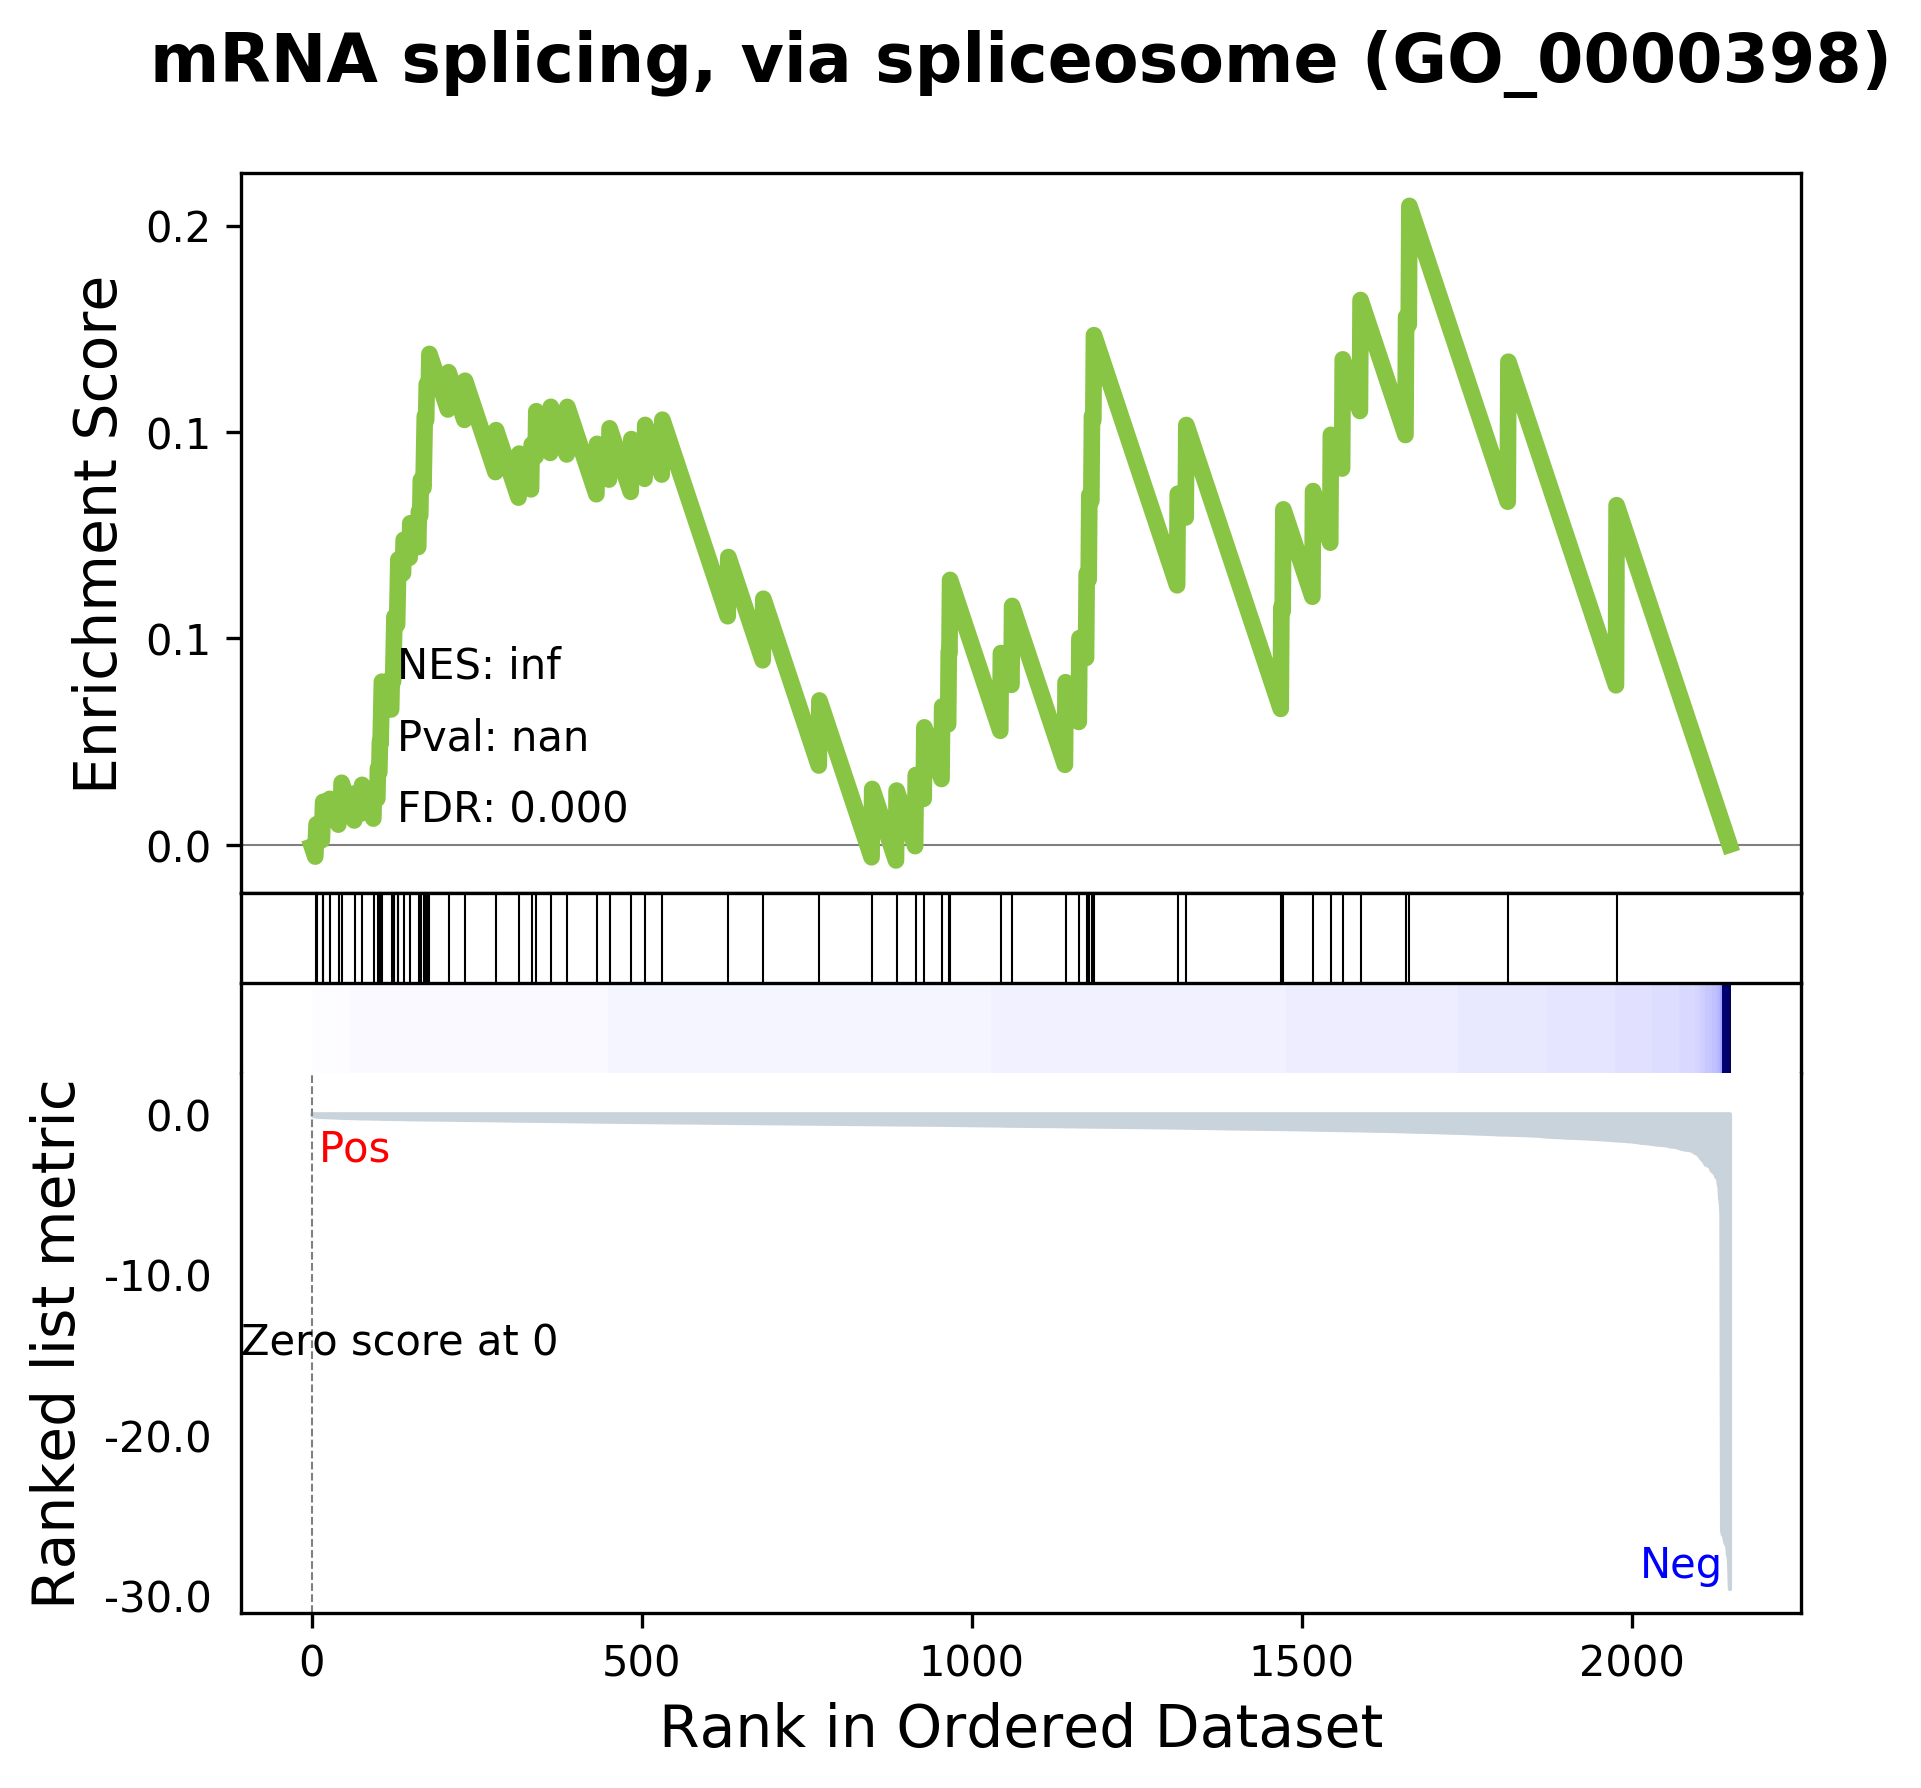 mRNA splicing, via spliceosome (GO_0000398)
Enrichment Score
0.2
0.1
0.1
0.0
NES: inf
Pval: nan
FDR: 0.000
Ranked list metric
0.0
-10.0
-20.0
-30.0
Pos
Zero score at 0
Neg
0 500 1000 1500 2000
Rank in Ordered Dataset